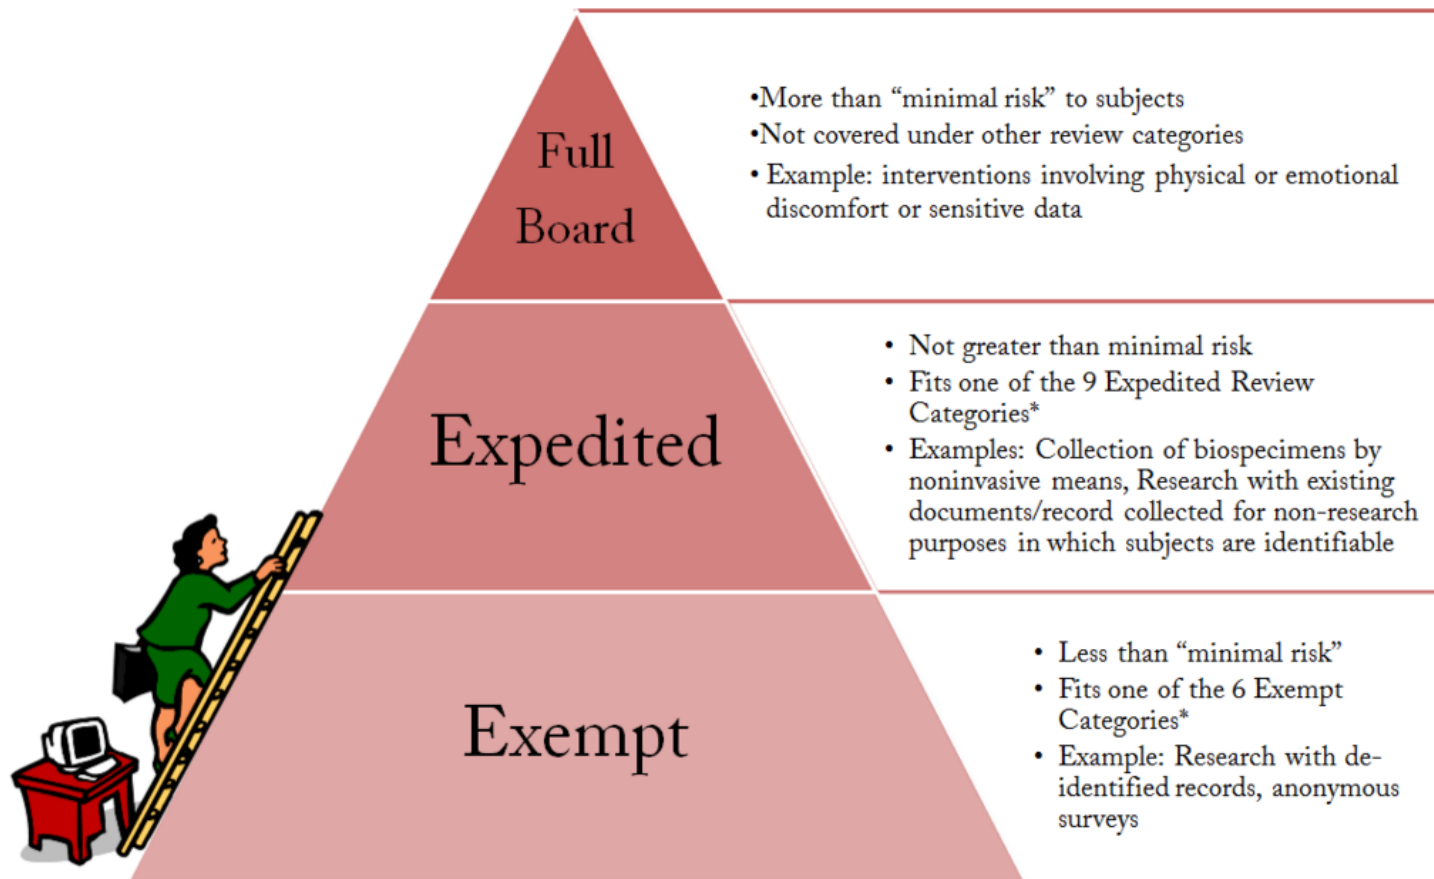 Full
Board
•More than “minimal risk” to subjects
•Not covered under other review categories
• Example: interventions involving physical or emotional
discomfort or sensitive data
Expedited
• Not greater than minimal risk
• Fits one of the 9 Expedited Review
Categories*
• Examples: Collection of biospecimens by
noninvasive means, Research with existing
documents/record collected for non-research
purposes in which subjects are identifiable
Exempt
• Less than “minimal risk”
• Fits one of the 6 Exempt
Categories*
• Example: Research with de-
identified records, anonymous
surveys